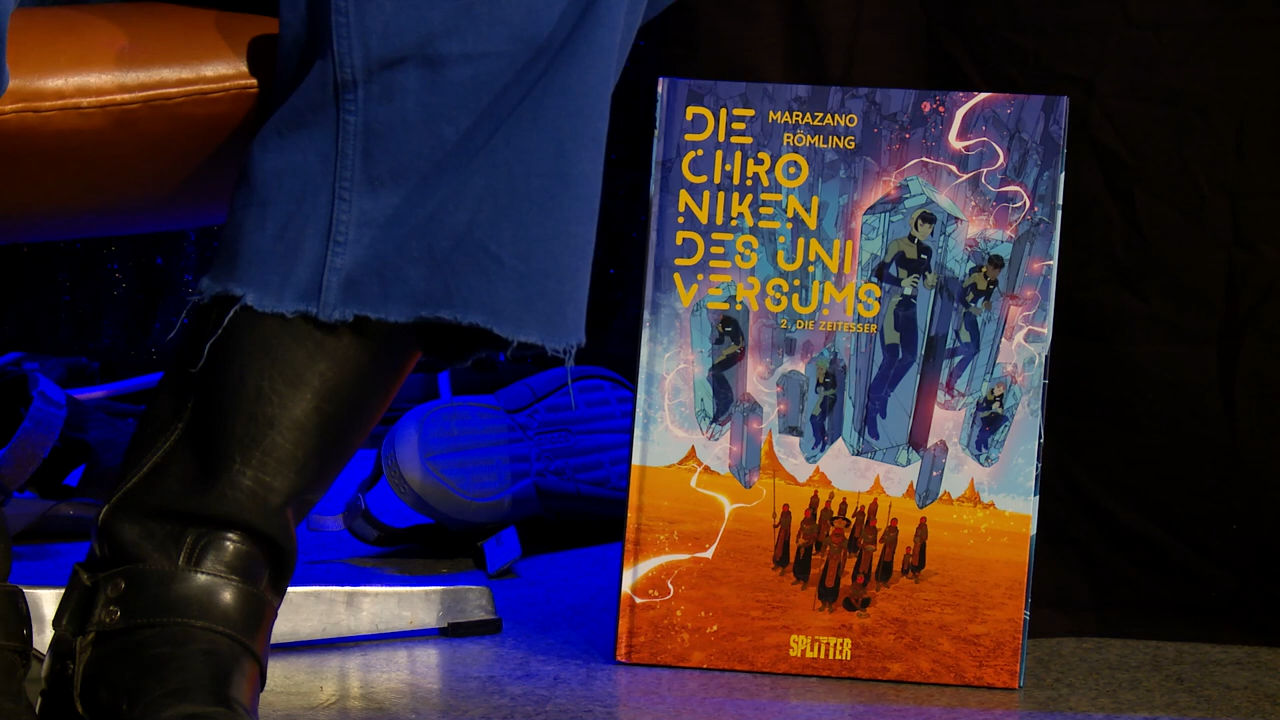 DIE
CHRO
NIKEN
DES UNI
VERSUMS
MARAZANO
RÖMLING
2. DIE ZEITESSER
SPLITTER